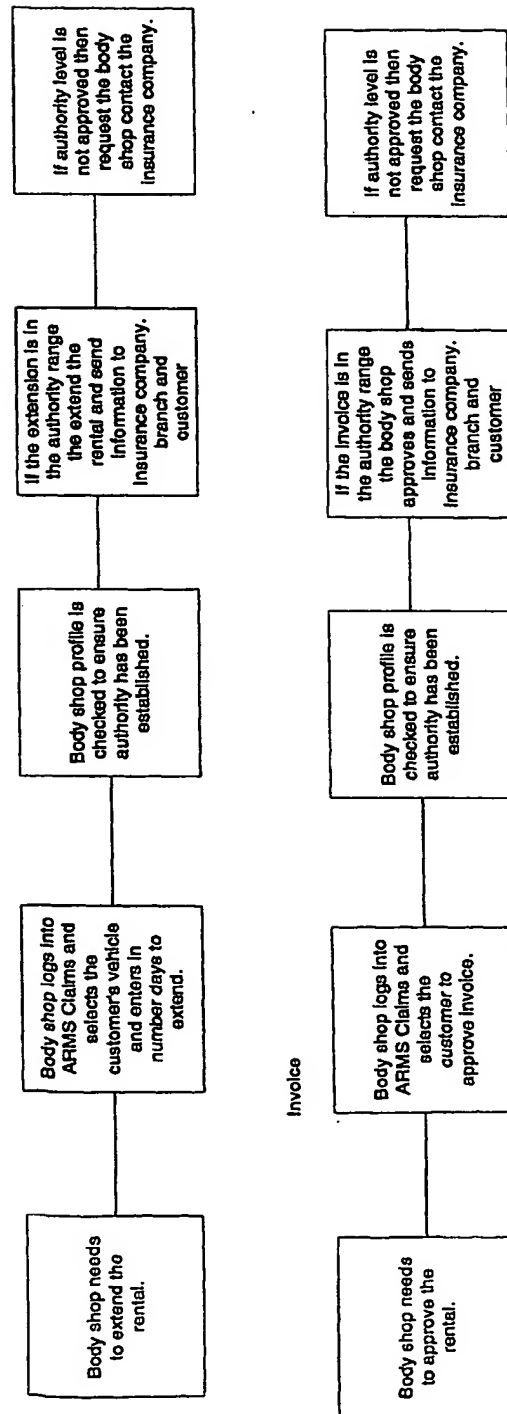 Body shop needs
to extend the
rental.
Body shop logs into
ARMS Claims and
selects the
customer's vehicle
and enters in
number days to
extend.
Body shop profile is
checked to ensure
authority has been
established.
If the extension is in
the authority range
the extend the
rental and send
Information to
Insurance company.
branch and
customer
If authority level is
not approved then
request the body
shop contact the
Insurance company.
Invoice
Body shop needs
to approve the
rental.
Body shop logs into
ARMS Claims and
selects the
customer to
approve Invoice.
Body shop profile is
checked to ensure
authority has been
established.
If the Invoice is in
the authority range
the body shop
approves and sends
Information to
Insurance company.
branch and
customer
If authority level is
not approved then
request the body
shop contact the
Insurance company.